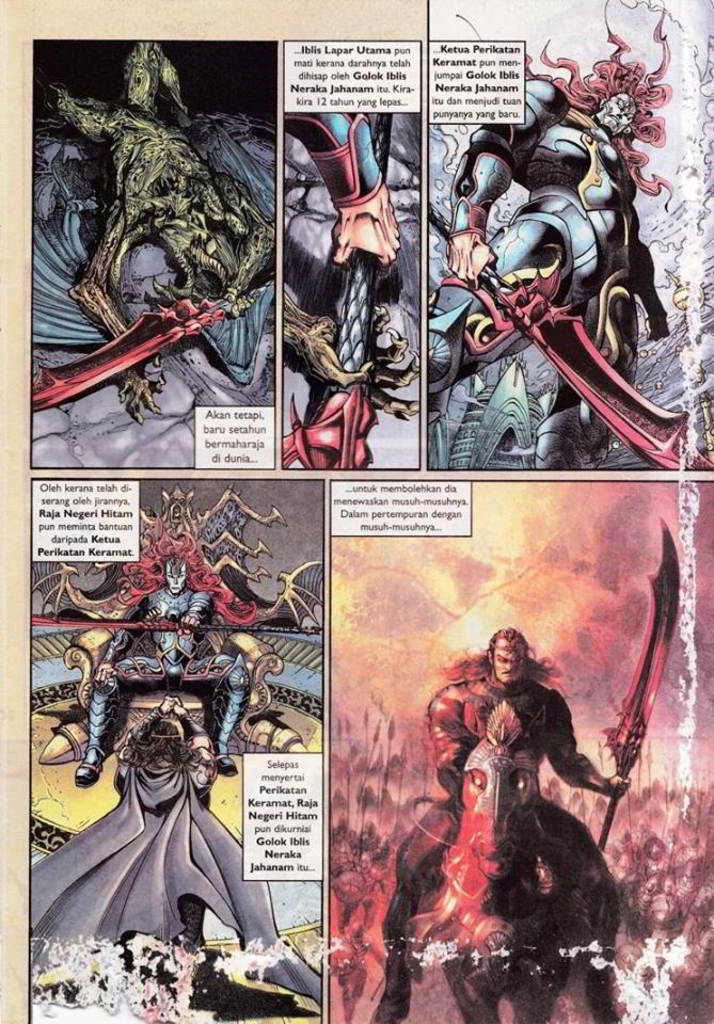 Akan tetapi,
baru setahun
bermaharaja
di dunia...
...Iblis Lapar Utama pun
mati kerana darahnya telah
dihisap oleh Golok Iblis
Neraka Jahanam itu. Kira-
kira 12 tahun yang lepas...
...Ketua Perikatan
Keramat pun men-
jumpai Golok Iblis
Neraka Jahanam
itu dan menjudi tuan
punyanya yang baru.
Oleh kerana telah di-
serang oleh jirannya,
Raja Negeri Hitam
pun meminta bantuan
daripada Ketua
Perikatan Keramat.
Selepas
menyertai
Perikatan
Keramat, Raja
Negeri Hitam
pun dikurniai
Golok Iblis
Neraka
Jahanam itu...
...untuk membolehkan dia
menewaskan musuh-musuhnya.
Dalam pertempuran dengan
musuh-musuhnya...